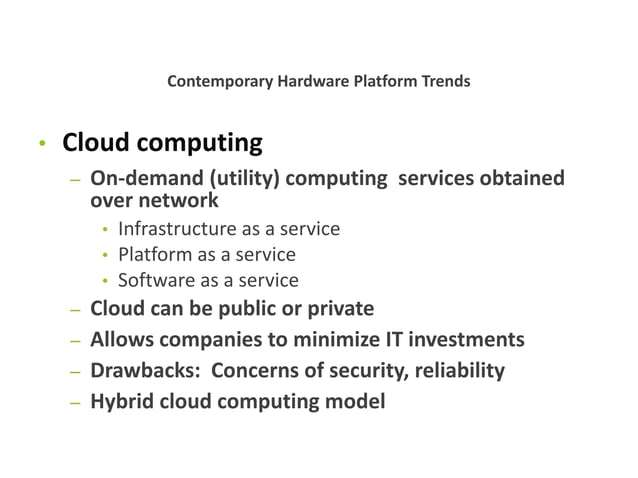 Contemporary Hardware Platform Trends
• Cloud computing
– On-demand (utility) computing  services obtained
over network
• Infrastructure as a service
• Platform as a service
• Software as a service
– Cloud can be public or private
– Allows companies to minimize IT investments
– Drawbacks:  Concerns of security, reliability
– Hybrid cloud computing model